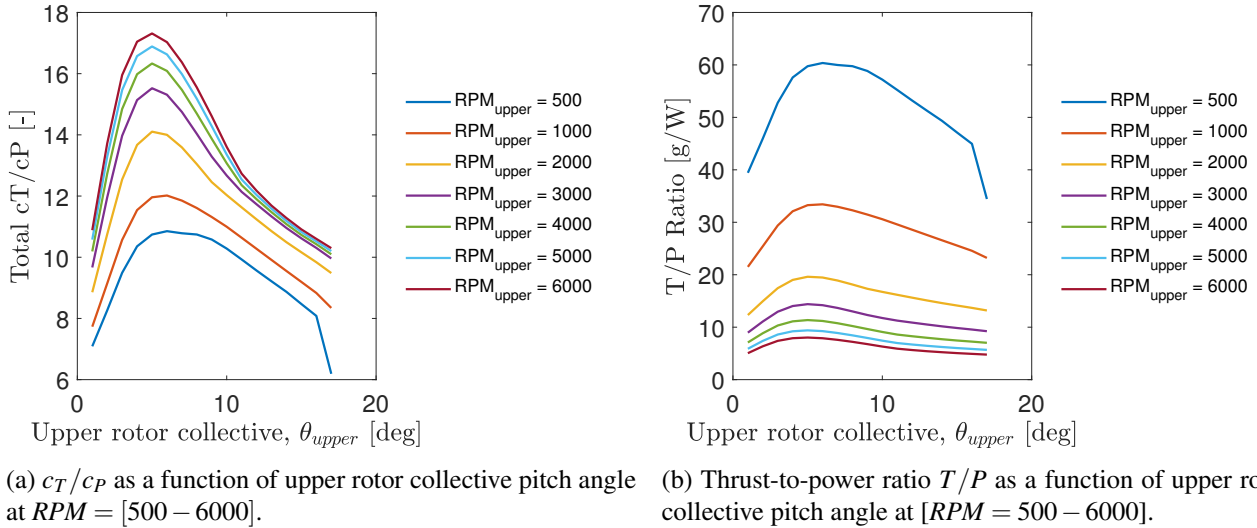 18
16
14
12
10
8
6
0
10
20
Total cT/cP [-]
Upper rotor collective, θupper [deg]
RPMupper = 500
RPMupper = 1000
RPMupper = 2000
RPMupper = 3000
RPMupper = 4000
RPMupper = 5000
RPMupper = 6000
(a) cT/cP as a function of upper rotor collective pitch angle
at RPM = [500 − 6000].
70
60
50
40
30
20
10
0
0
10
20
T/P Ratio [g/W]
Upper rotor collective, θupper [deg]
RPMupper = 500
RPMupper = 1000
RPMupper = 2000
RPMupper = 3000
RPMupper = 4000
RPMupper = 5000
RPMupper = 6000
(b) Thrust-to-power ratio T/P as a function of upper ro
collective pitch angle at [RPM = 500 − 6000].